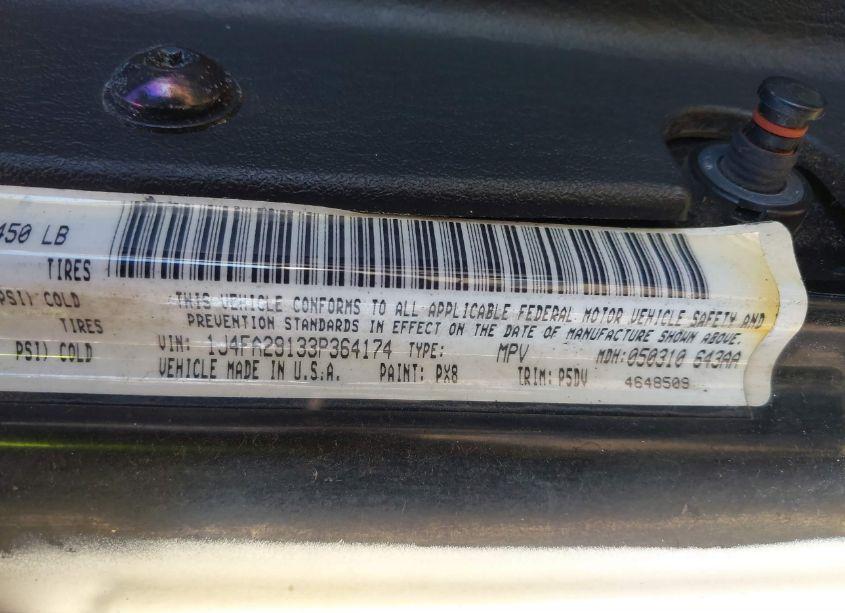 450 LB
TIRES
PSI) COLD
TIRES
PSI) COLD
THIS VEHICLE CONFORMS TO ALL APPLICABLE FEDERAL MOTOR VEHICLE SAFETY AND
PREVENTION STANDARDS IN EFFECT ON THE DATE OF MANUFACTURE SHOWN ABOVE.
VIN: 1J4FA29133P364174 TYPE: MPV MDH:050310 643AA
VEHICLE MADE IN U.S.A. PAINT: PX8 TRIM: P5DV 4648509